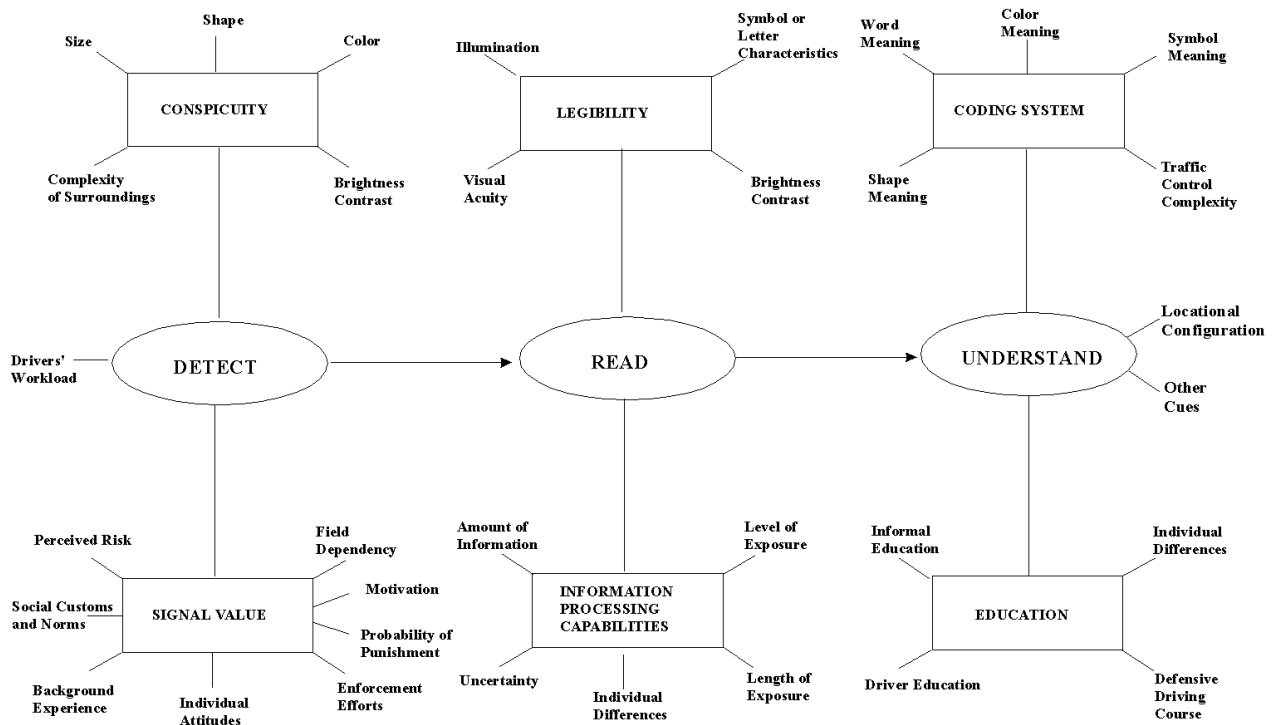 Size
Shape
Color
CONSPICUITY
Complexity
of Surroundings
Brightness
Contrast
Illumination
Symbol or
Letter
Characteristics
LEGIBILITY
Visual
Acuity
Brightness
Contrast
Word
Meaning
Color
Meaning
Symbol
Meaning
CODING SYSTEM
Shape
Meaning
Traffic
Control
Complexity
Drivers'
Workload
DETECT
READ
UNDERSTAND
Locational
Configuration
Other
Cues
Perceived Risk
Field
Dependency
Social Customs
and Norms
SIGNAL VALUE
Motivation
Probability of
Punishment
Background
Experience
Individual
Attitudes
Enforcement
Efforts
Amount of
Information
Level of
Exposure
INFORMATION
PROCESSING
CAPABILITIES
Uncertainty
Individual
Differences
Length of
Exposure
Informal
Education
Individual
Differences
EDUCATION
Driver Education
Defensive
Driving
Course